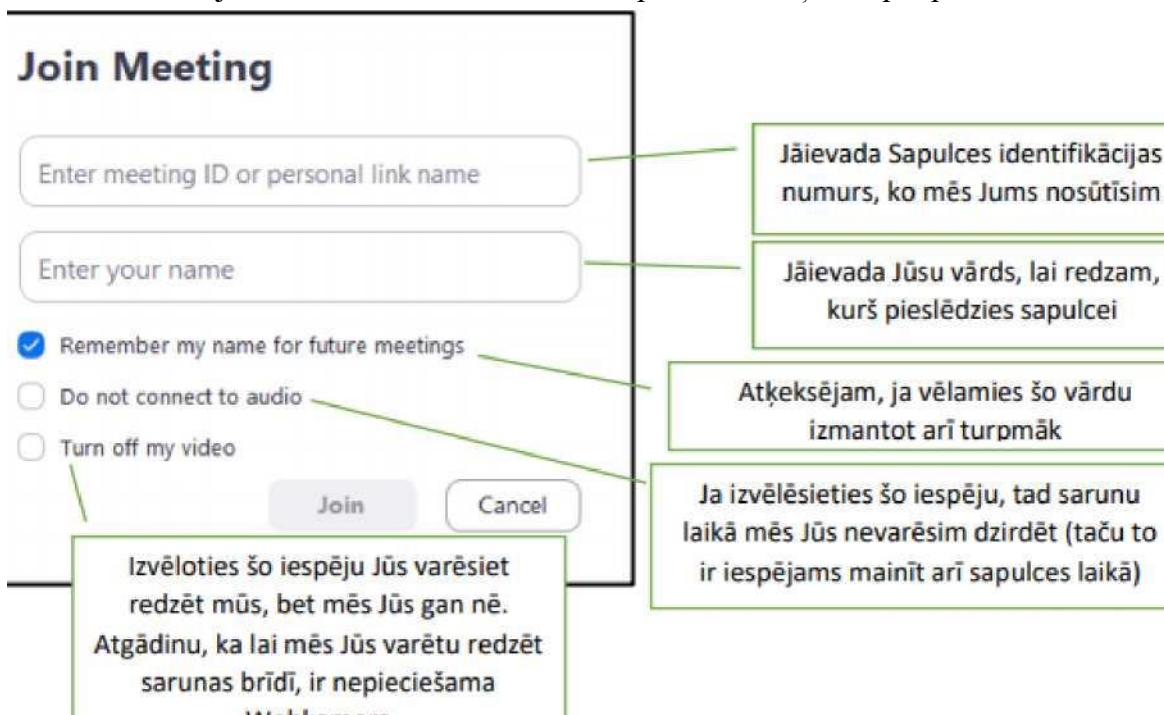 Join Meeting
Enter meeting ID or personal link name
Jāievada Sapulces identifikācijas
numurs, ko mēs Jums nosūtīsim
Enter your name
Jāievada Jūsu vārds, lai redzam,
kurš pieslēdzies sapulcei
Remember my name for future meetings
Atķeksējam, ja vēlamies šo vārdu
izmantot arī turpmāk
Do not connect to audio
Turn off my video
Ja izvēlēsieties šo iespēju, tad sarunu
laikā mēs Jūs nevarēsim dzirdēt (taču to
ir iespējams mainīt arī sapulces laikā)
Join
Cancel
Izvēloties šo iespēju Jūs varēsiet
redzēt mūs, bet mēs Jūs gan nē.
Atgādinu, ka lai mēs Jūs varētu redzēt
sarunas brīdī, ir nepieciešama